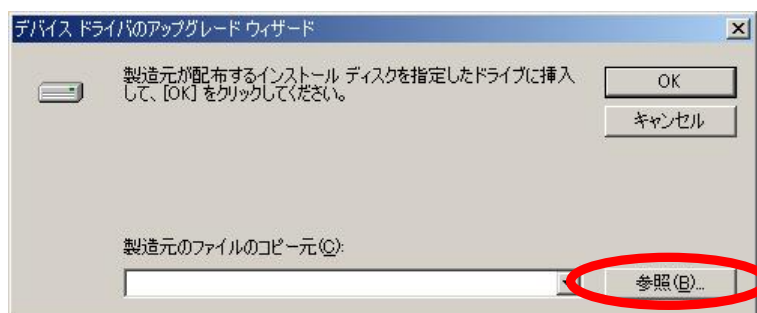 デバイス ドライバのアップグレード ウィザード
製造元が配布するインストール ディスクを指定したドライブに挿入
して、[OK] をクリックしてください。
OK
キャンセル
製造元のファイルのコピー元(C):
参照(B)...